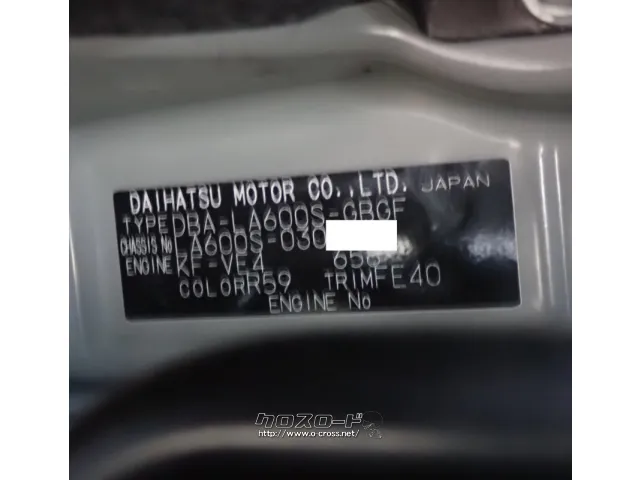 DAIHATSU MOTOR CO., LTD. JAPAN
TYPE DBA-LA600S-GBGF
CHASSIS No LA600S-030
ENGINE KF-VE4 658
COLOR R59 TRIM FE40
ENGINE No
クロスロード
http://www.o-cross.net/